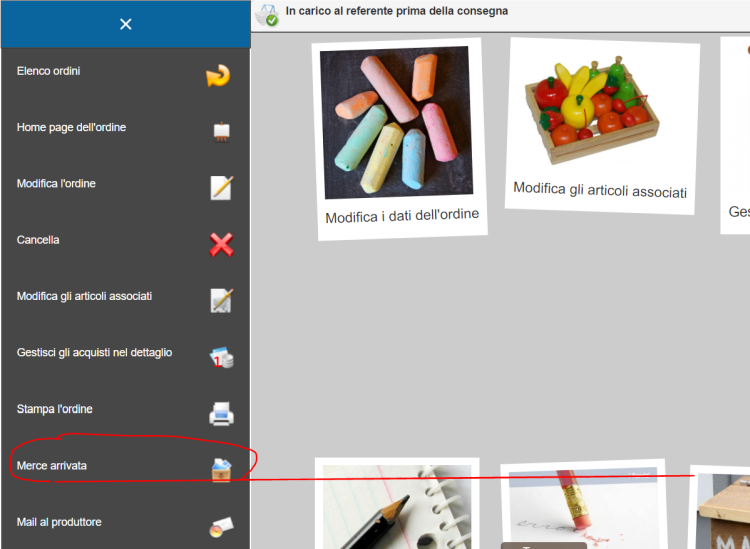 In carico al referente prima della consegna
Elenco ordini
Home page dell'ordine
Modifica l'ordine
Cancella
Modifica gli articoli associati
Gestisci gli acquisti nel dettaglio
Stampa l'ordine
Merce arrivata
Mail al produttore
Modifica i dati dell'ordine
Modifica gli articoli associati
Ges